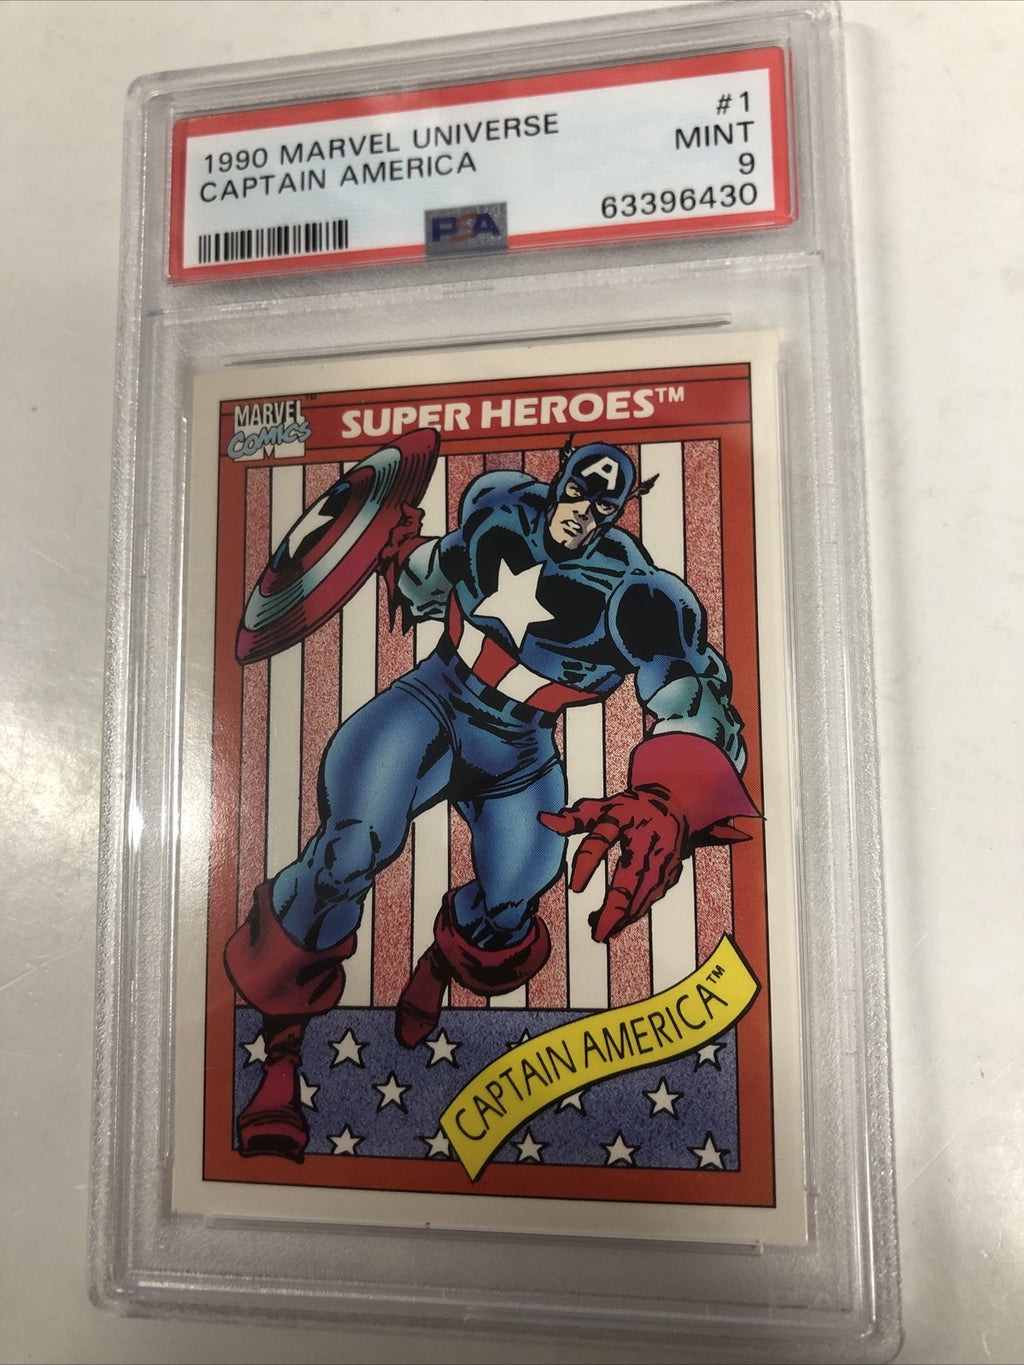 1990 MARVEL UNIVERSE #1
CAPTAIN AMERICA MINT
9
PSA 63396430
MARVEL
COMICS
SUPER HEROES™
A
CAPTAIN AMERICA™